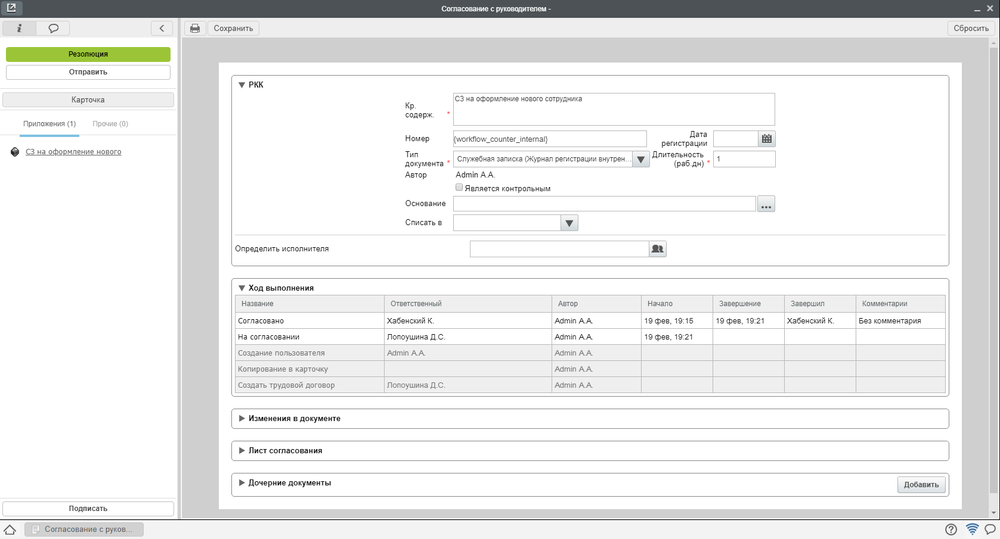 Согласование с руководителем -
Сохранить
Сбросить
Резолюция
Отправить
Карточка
Приложения (1) Прочие (0)
СЗ на оформление нового
Подписать
РКК
Кр. содерж. *
СЗ на оформление нового сотрудника
Номер {workflow_counter_internal} Дата регистрации
Тип документа * Служебная записка (Журнал регистрации внутрен... Длительность (раб.дн) * 1
Автор Admin A.A.
Является контрольным
Основание ...
Списать в
Определить исполнителя
Ход выполнения
Название Ответственный Автор Начало Завершение Завершил Комментарии
Согласовано Хабенский К. Admin A.A. 19 фев, 19:15 19 фев, 19:21 Хабенский К. Без комментария
На согласовании Лопоушина Д.С. Admin A.A. 19 фев, 19:21
Создание пользователя Admin A.A. Admin A.A.
Копирование в карточку Admin A.A.
Создать трудовой договор Лопоушина Д.С. Admin A.A.
Изменения в документе
Лист согласования
Дочерние документы Добавить
Согласование с руков...